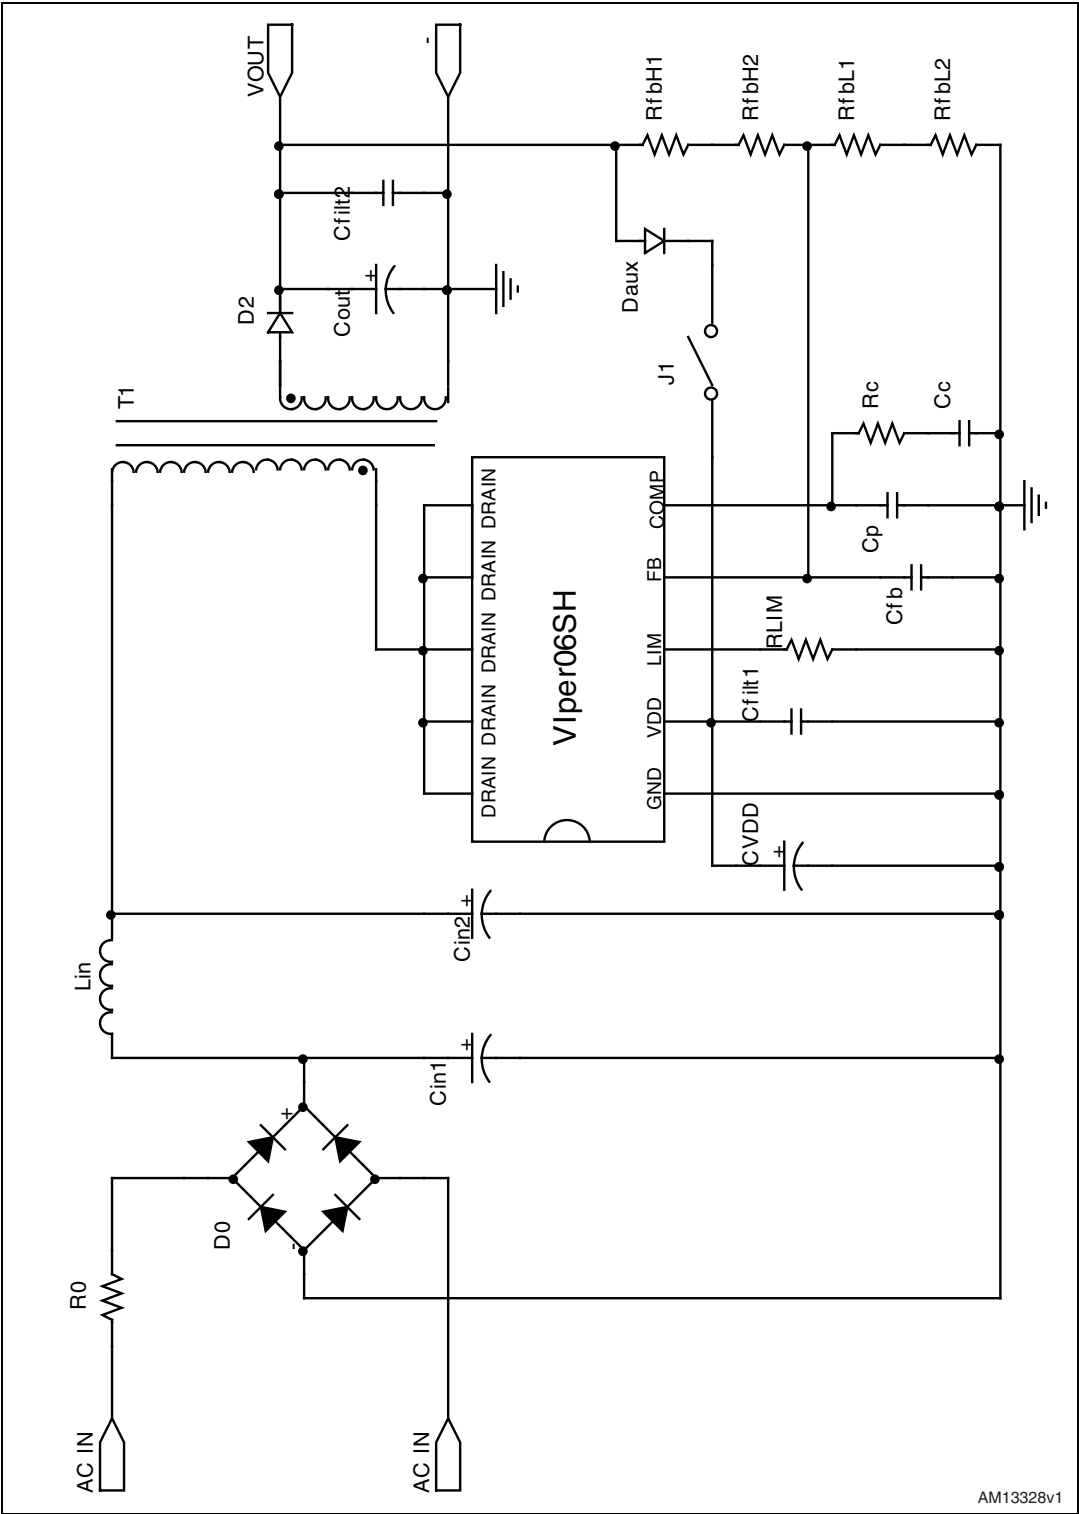 AC IN
AC IN
R0
D0
+
-
Lin
Cin1
+
Cin2
+
T1
D2
Cout
+
Cfilt2
VOUT
-
DRAIN DRAIN DRAIN DRAIN DRAIN
VIper06SH
GND VDD LIM FB COMP
CVDD
+
Cfilt1
RLIM
Cfb
Cp
Rc
Cc
J1
Daux
RfbH1
RfbH2
RfbL1
RfbL2
AM13328v1